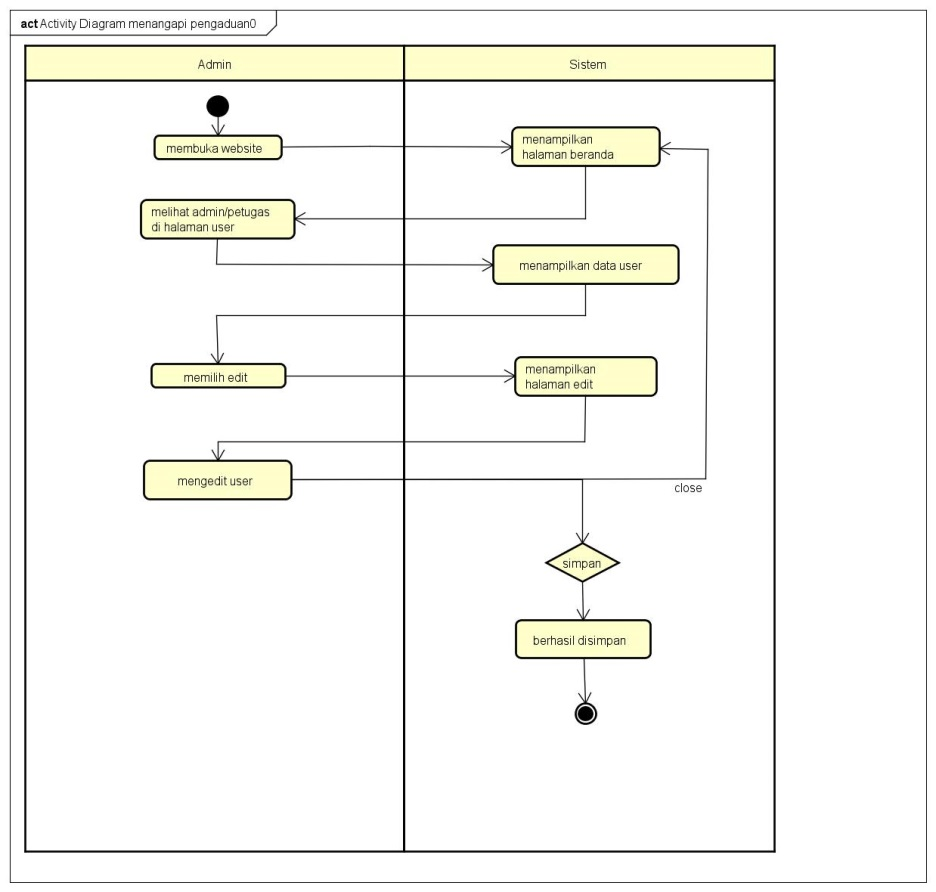 act Activity Diagram menangapi pengaduan0
Admin
Sistem
membuka website
menampilkan
halaman beranda
melihat admin/petugas
di halaman user
menampilkan data user
memilih edit
menampilkan
halaman edit
mengedit user
close
simpan
berhasil disimpan